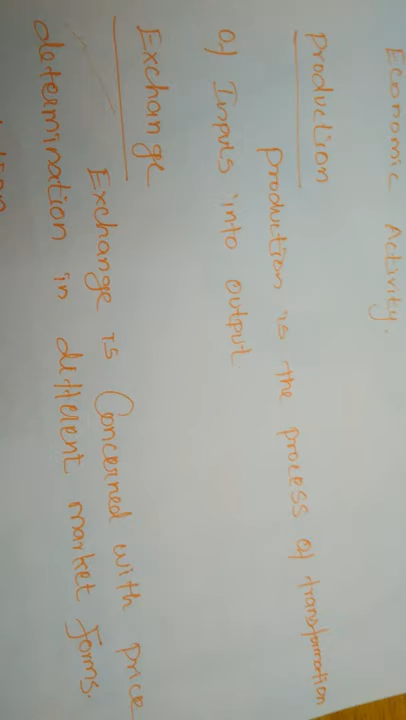 Economic Activity.
Production
Production is the process of transformation
of Inputs into output.
Exchange
Exchange is Concerned with price
determination in different market forms.